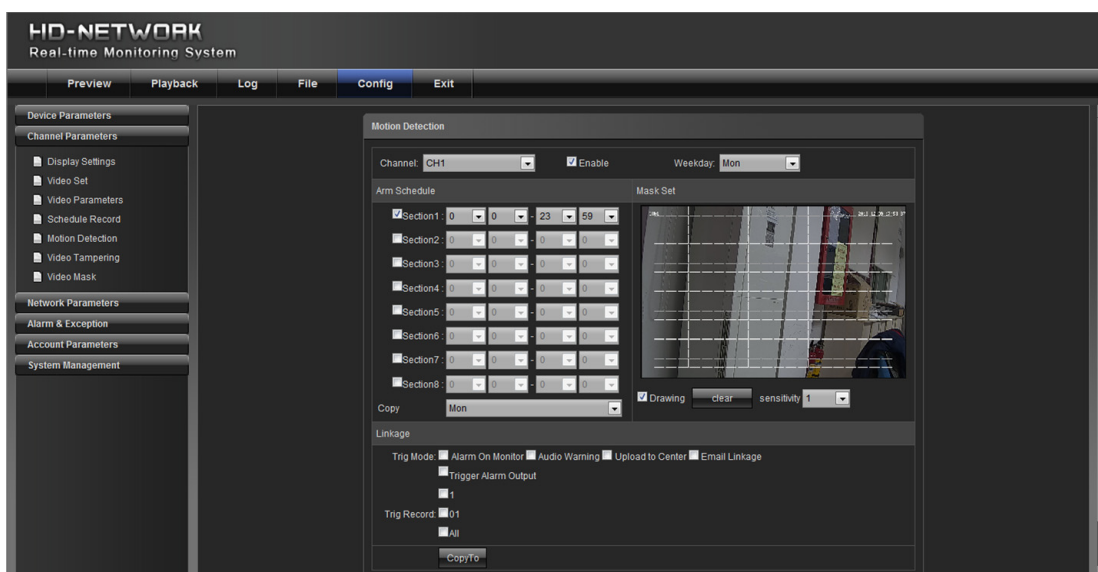 HD-NETWORK
Real-time Monitoring System
Preview Playback Log File Config Exit
Device Parameters
Channel Parameters
Display Settings
Video Set
Video Parameters
Schedule Record
Motion Detection
Video Tampering
Video Mask
Network Parameters
Alarm & Exception
Account Parameters
System Management
Motion Detection
Channel: CH1 Enable Weekday: Mon
Arm Schedule
Section1: 0 0 - 23 59
Section2: 0 0 - 0 0
Section3: 0 0 - 0 0
Section4: 0 0 - 0 0
Section5: 0 0 - 0 0
Section6: 0 0 - 0 0
Section7: 0 0 - 0 0
Section8: 0 0 - 0 0
Copy Mon
Mask Set
Drawing clear sensitivity 1
Linkage
Trig Mode: Alarm On Monitor Audio Warning Upload to Center Email Linkage
Trigger Alarm Output
1
Trig Record: 01
All
CopyTo